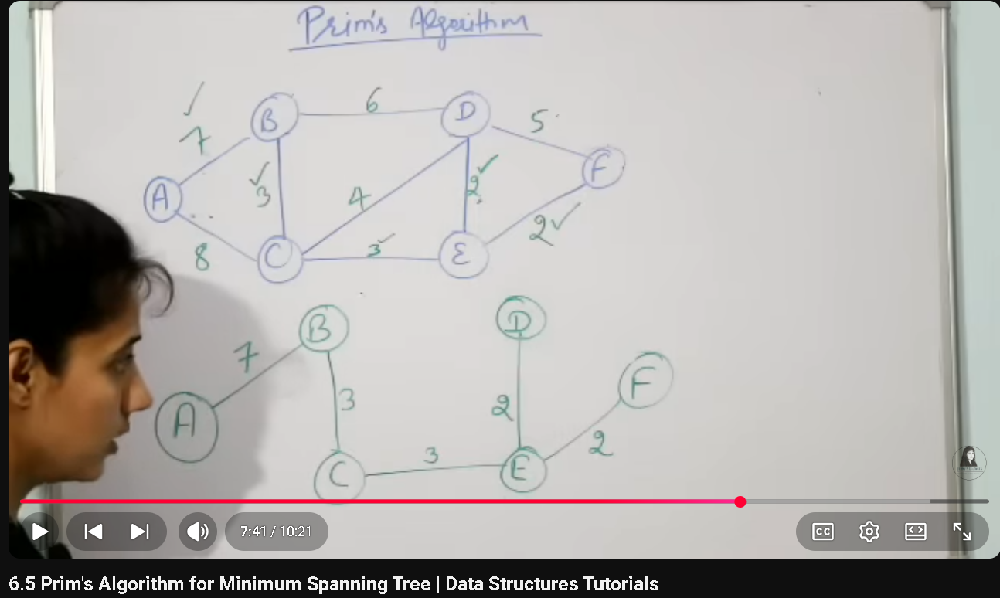 Prim's Algorithm
B 6 D 5
7
A 3 4 2 F
8 C 3 E 2
B D
7 F
A 3 2
C 3 E 2
7:41 / 10:21
CC
6.5 Prim's Algorithm for Minimum Spanning Tree | Data Structures Tutorials